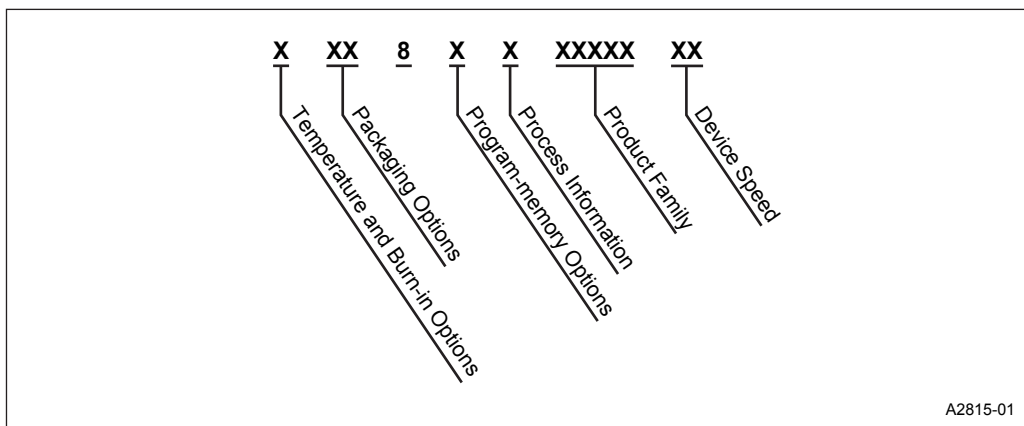 X XX 8 X X XXXXX XX
Temperature and Burn-in Options
Packaging Options
Program-memory Options
Process Information
Product Family
Device Speed
A2815-01